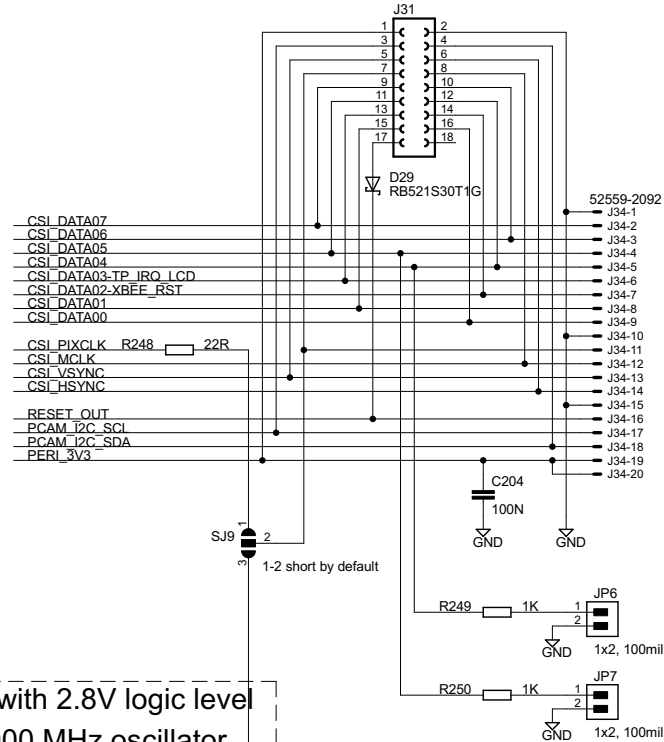 J31
1 2
3 4
5 6
7 8
9 10
11 12
13 14
15 16
17 18
D29
RB521S30T1G
52559-2092
J34-1
CSI_DATA07 J34-2
CSI_DATA06 J34-3
CSI_DATA05 J34-4
CSI_DATA04 J34-5
CSI_DATA03-TP_IRQ_LCD J34-6
CSI_DATA02-XBEE_RST J34-7
CSI_DATA01 J34-8
CSI_DATA00 J34-9
J34-10
CSI_PIXCLK R248 22R J34-11
CSI_MCLK J34-12
CSI_VSYNC J34-13
CSI_HSYNC J34-14
J34-15
RESET_OUT J34-16
PCAM_I2C_SCL J34-17
PCAM_I2C_SDA J34-18
PERI_3V3 J34-19
J34-20
C204
100N
GND GND
SJ9 1 2 3
1-2 short by default
JP6
R249 1K 1
2
GND 1x2, 100mil
JP7
R250 1K 1
2
GND 1x2, 100mil
with 2.8V logic level
MHz oscillator